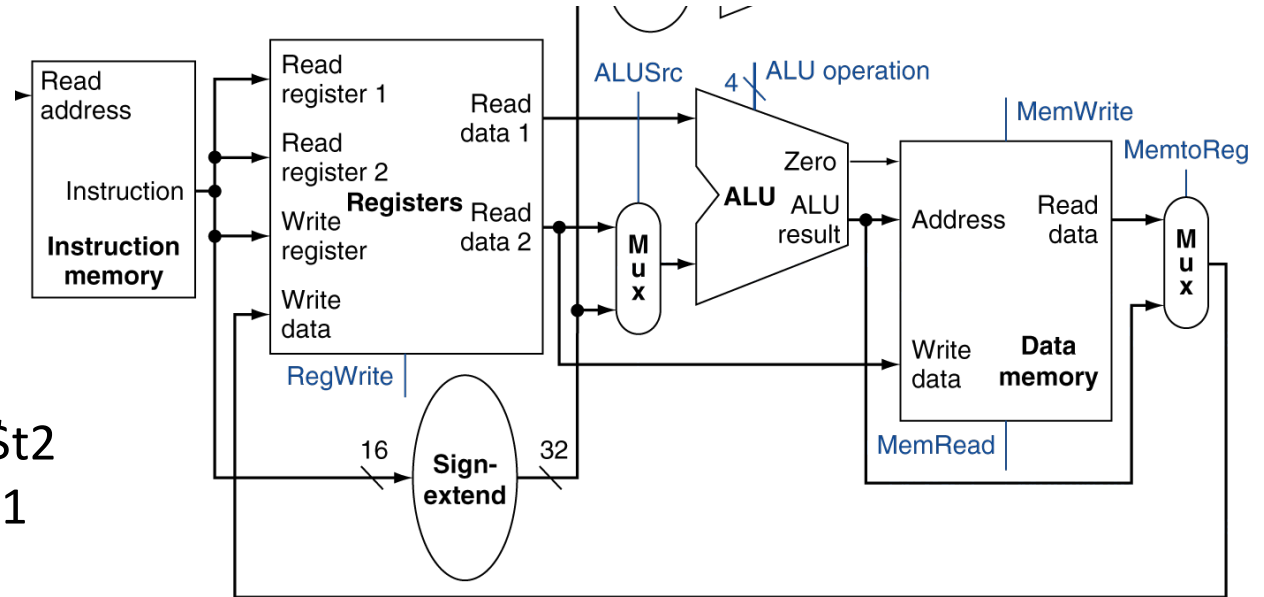 Read
address
Instruction
Instruction
memory
Read
register 1
Read
register 2
Write
register
Write
data
Registers
Read
data 1
Read
data 2
RegWrite
16
Sign-
extend
32
ALUSrc
M
u
x
4
ALU operation
Zero
ALU
ALU
result
MemWrite
Address
Read
data
Write
data
Data
memory
MemRead
MemtoReg
M
u
x
$t2
1